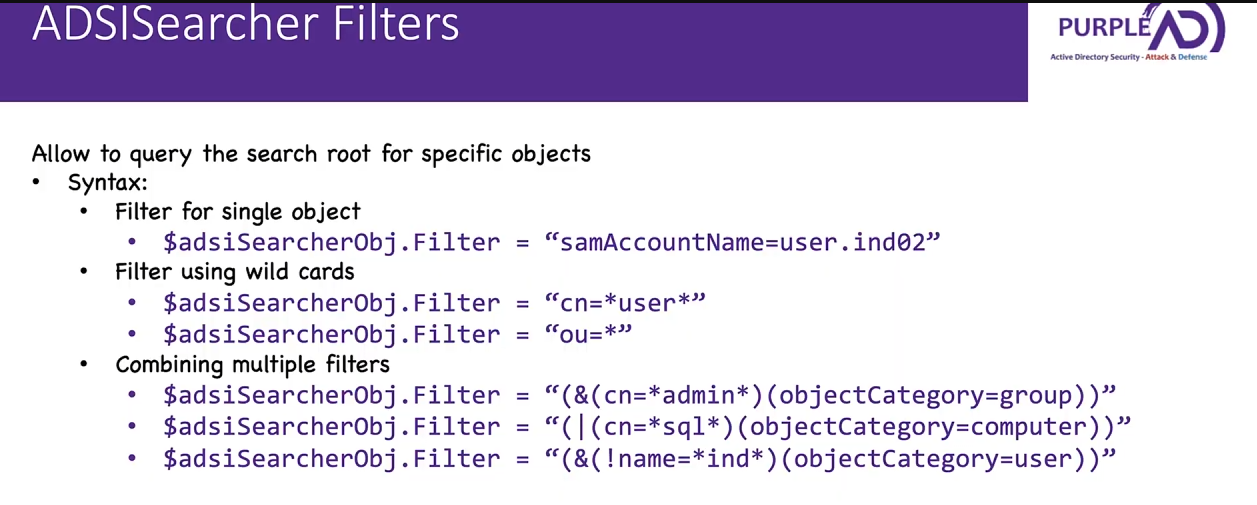 ADSISearcher Filters
PURPLE AD
Active Directory Security - Attack & Defense
Allow to query the search root for specific objects
• Syntax:
• Filter for single object
• $adsiSearcherObj.Filter = “samAccountName=user.ind02”
• Filter using wild cards
• $adsiSearcherObj.Filter = “cn=*user*”
• $adsiSearcherObj.Filter = “ou=*”
• Combining multiple filters
• $adsiSearcherObj.Filter = “(&(cn=*admin*)(objectCategory=group))”
• $adsiSearcherObj.Filter = “(|(cn=*sql*)(objectCategory=computer))”
• $adsiSearcherObj.Filter = “(&(!name=*ind*)(objectCategory=user))”